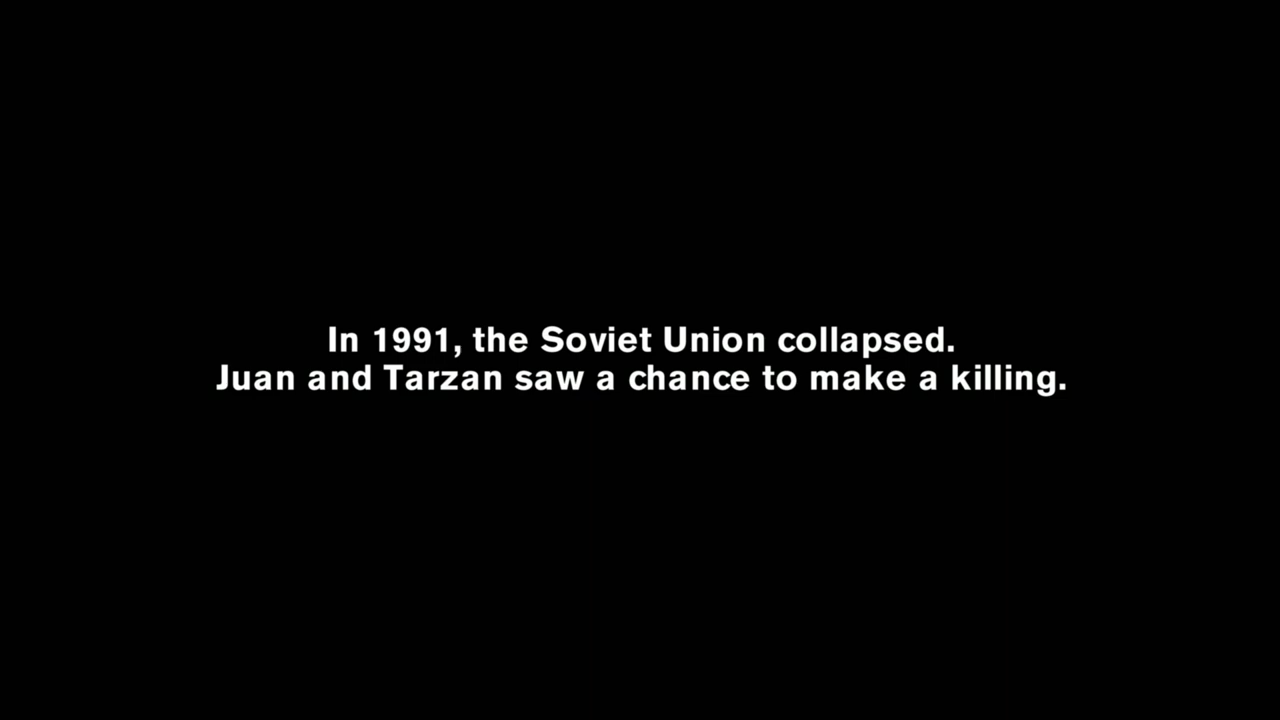 In 1991, the Soviet Union collapsed.
Juan and Tarzan saw a chance to make a killing.